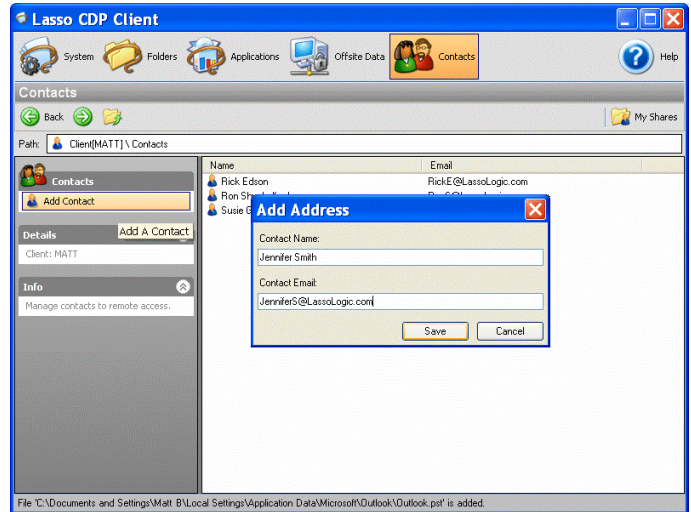 Lasso CDP Client
System Folders Applications Offsite Data Contacts Help
Contacts
Back My Shares
Path: Client[MATT] \ Contacts
Contacts
Add Contact
Add A Contact
Details
Client: MATT
Info
Manage contacts to remote access.
Name Email
Rick Edson RickE@LassoLogic.com
Ron
Susie
Add Address
Contact Name:
Jennifer Smith
Contact Email:
JenniferS@LassoLogic.com
Save Cancel
File 'C:\Documents and Settings\Matt B\Local Settings\Application Data\Microsoft\Outlook\Outlook.pst' is added.